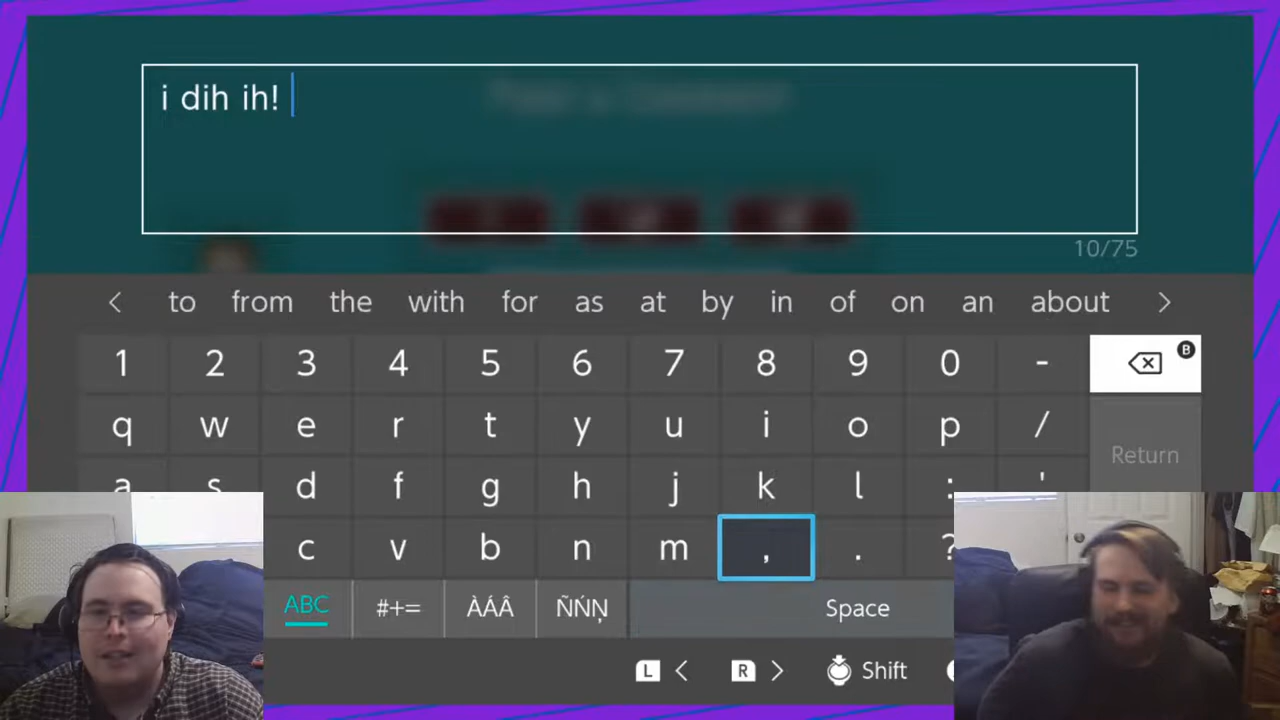 i dih ih!
10/75
< to from the with for as at by in of on an about >
1 2 3 4 5 6 7 8 9 0 - B
q w e r t y u i o p /
Return
a s d f g h j k l : '
c v b n m , . ?
ABC #+= ÀÁÂ ÑŃŅ Space
L < R > Shift